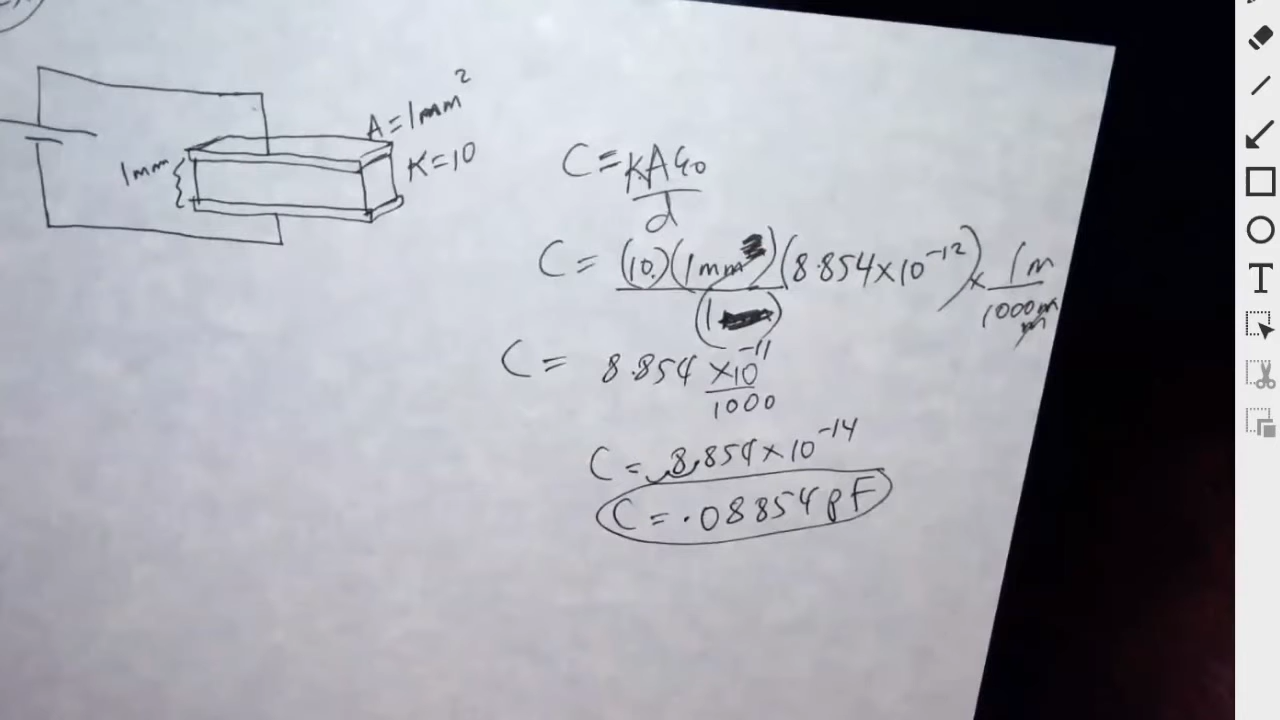 A=1mm²
1mm
K=10
C=KAϵ₀/d
C= (10.)(1mm)(8.854×10⁻¹²)/(1) × 1m/1000mm
C= 8.854 ×10⁻¹¹/1000
C= 8.854×10⁻¹⁴
C=.08854pF
T